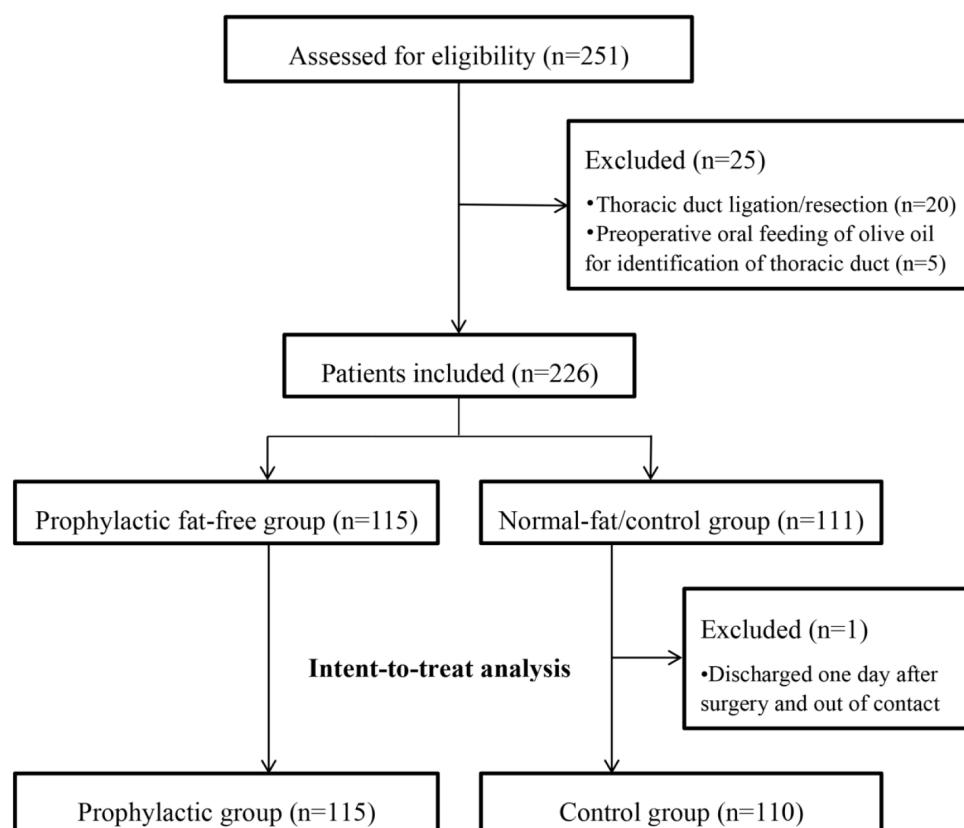 Assessed for eligibility (n=251)
Excluded (n=25)
•Thoracic duct ligation/resection (n=20)
•Preoperative oral feeding of olive oil
for identification of thoracic duct (n=5)
Patients included (n=226)
Prophylactic fat-free group (n=115)
Normal-fat/control group (n=111)
Excluded (n=1)
•Discharged one day after
surgery and out of contact
Intent-to-treat analysis
Prophylactic group (n=115)
Control group (n=110)